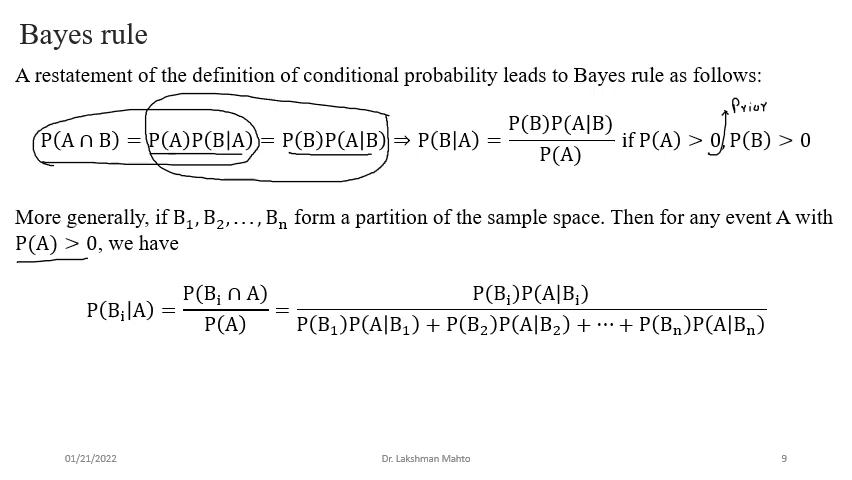 Bayes rule
A restatement of the definition of conditional probability leads to Bayes rule as follows:
Prior
P(A ∩ B) = P(A)P(B|A) = P(B)P(A|B) ⇒ P(B|A) = P(B)P(A|B) / P(A) if P(A) > 0, P(B) > 0
More generally, if B₁, B₂, …, Bₙ form a partition of the sample space. Then for any event A with
P(A) > 0, we have
P(Bᵢ|A) = P(Bᵢ ∩ A) / P(A) = P(Bᵢ)P(A|Bᵢ) / P(B₁)P(A|B₁) + P(B₂)P(A|B₂) + ⋯ + P(Bₙ)P(A|Bₙ)
01/21/2022 Dr. Lakshman Mahto 9